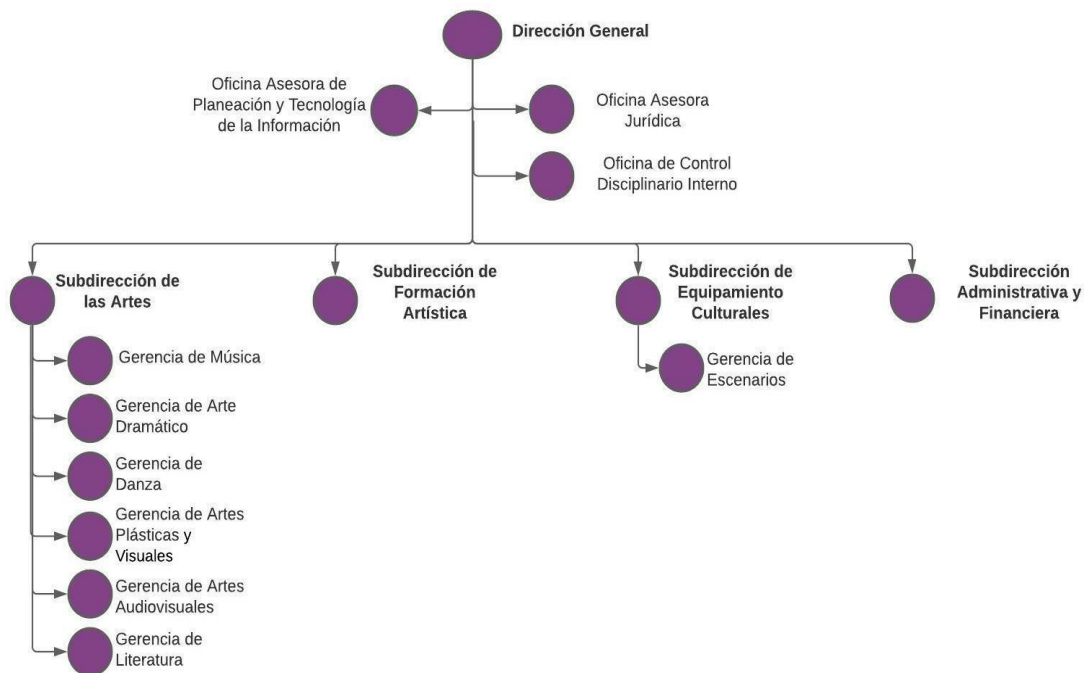 Dirección General
Oficina Asesora de
Planeación y Tecnología
de la Información
Oficina Asesora
Jurídica
Oficina de Control
Disciplinario Interno
Subdirección de
las Artes
Subdirección de
Formación
Artística
Subdirección de
Equipamiento
Culturales
Subdirección
Administrativa y
Financiera
Gerencia de Música
Gerencia de Arte
Dramático
Gerencia de
Danza
Gerencia de Artes
Plásticas y
Visuales
Gerencia de Artes
Audiovisuales
Gerencia de
Literatura
Gerencia de
Escenarios